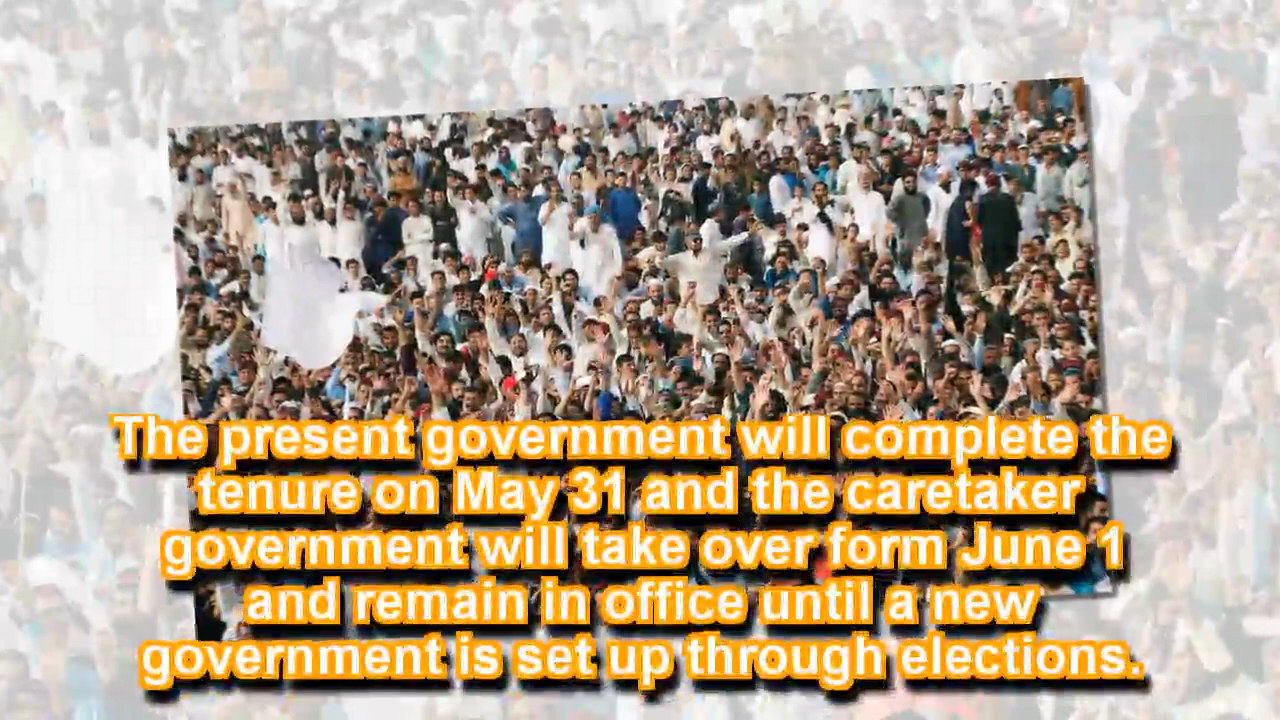 The present government will complete the
tenure on May 31 and the caretaker
government will take over form June 1
and remain in office until a new
government is set up through elections.